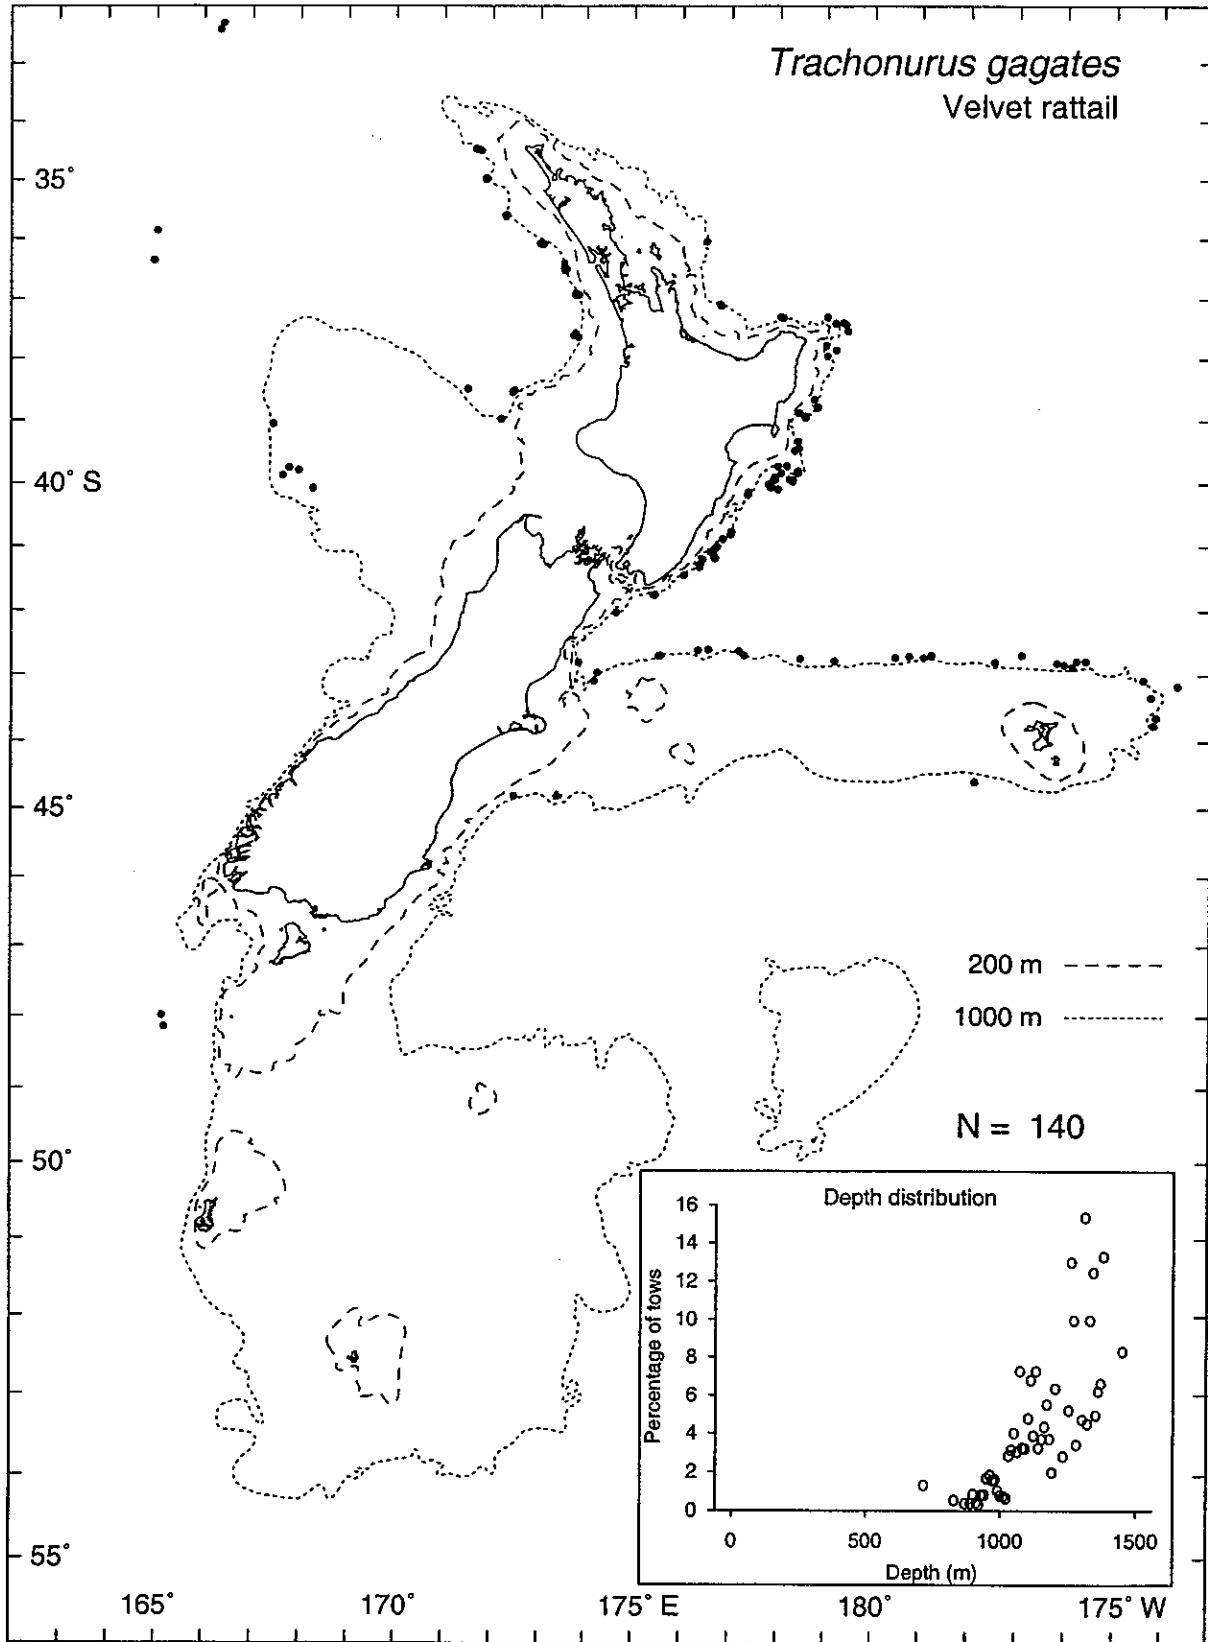 Trachonurus gagates
Velvet rattail
35°
40° S
45°
50°
55°
200 m
1000 m
N = 140
Depth distribution
Percentage of tows
16
14
12
10
8
6
4
2
0
0 500 1000 1500
Depth (m)
165° 170° 175° E 180° 175° W